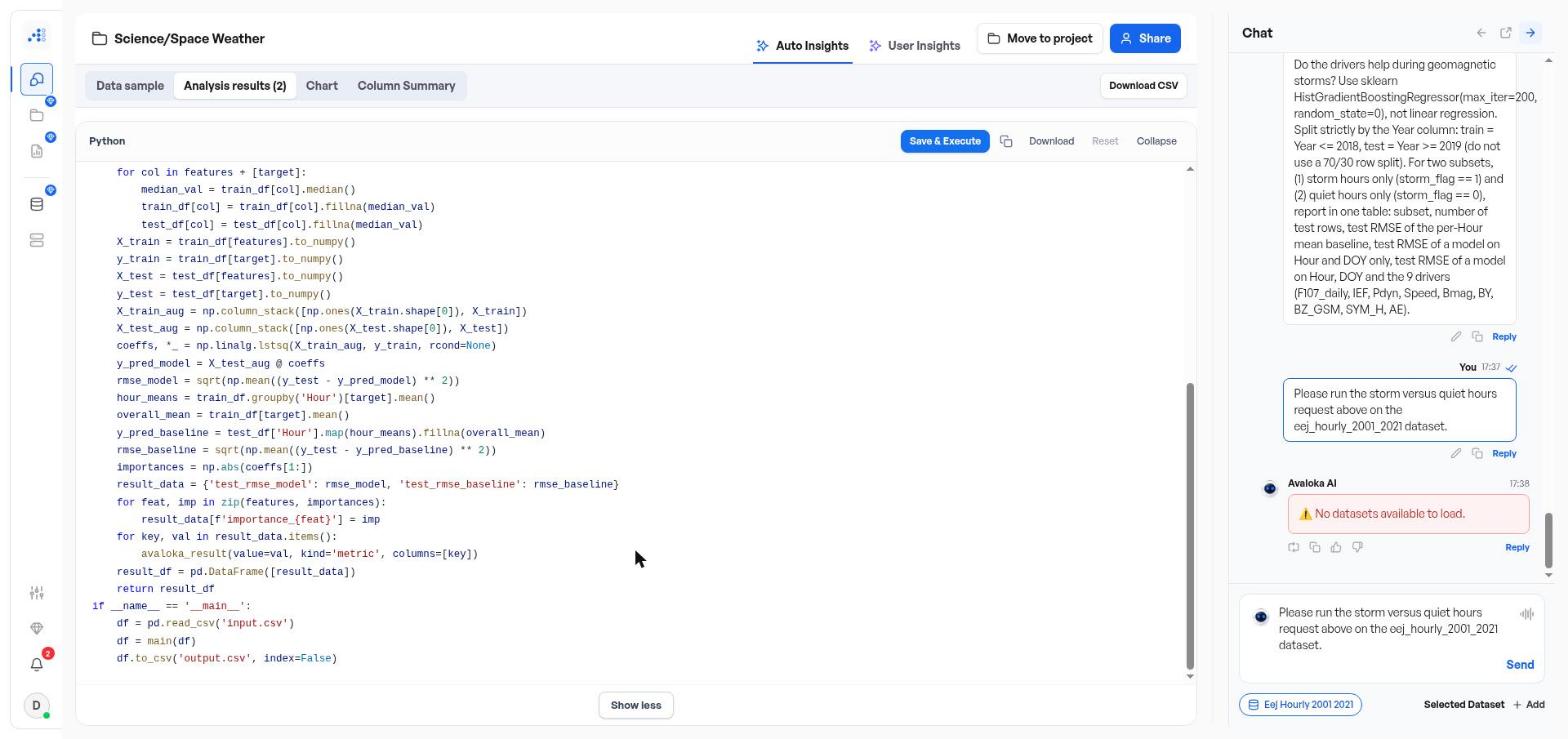 Science/Space Weather
Auto Insights
User Insights
Move to project
Share
Data sample
Analysis results (2)
Chart
Column Summary
Download CSV
Python
Save & Execute
Download
Reset
Collapse
for col in features + [target]:
median_val = train_df[col].median()
train_df[col] = train_df[col].fillna(median_val)
test_df[col] = test_df[col].fillna(median_val)
X_train = train_df[features].to_numpy()
y_train = train_df[target].to_numpy()
X_test = test_df[features].to_numpy()
y_test = test_df[target].to_numpy()
X_train_aug = np.column_stack([np.ones(X_train.shape[0]), X_train])
X_test_aug = np.column_stack([np.ones(X_test.shape[0]), X_test])
coeffs, *_ = np.linalg.lstsq(X_train_aug, y_train, rcond=None)
y_pred_model = X_test_aug @ coeffs
rmse_model = sqrt(np.mean((y_test - y_pred_model) ** 2))
hour_means = train_df.groupby('Hour')[target].mean()
overall_mean = train_df[target].mean()
y_pred_baseline = test_df['Hour'].map(hour_means).fillna(overall_mean)
rmse_baseline = sqrt(np.mean((y_test - y_pred_baseline) ** 2))
importances = np.abs(coeffs[1:])
result_data = {'test_rmse_model': rmse_model, 'test_rmse_baseline': rmse_baseline}
for feat, imp in zip(features, importances):
result_data[f'importance_{feat}'] = imp
for key, val in result_data.items():
avaloka_result(value=val, kind='metric', columns=[key])
result_df = pd.DataFrame([result_data])
return result_df
if __name__ == '__main__':
df = pd.read_csv('input.csv')
df = main(df)
df.to_csv('output.csv', index=False)
Show less
2
D
Chat
Do the drivers help during geomagnetic
storms? Use sklearn
HistGradientBoostingRegressor(max_iter=200,
random_state=0), not linear regression.
Split strictly by the Year column: train =
Year <= 2018, test = Year >= 2019 (do not
use a 70/30 row split). For two subsets,
(1) storm hours only (storm_flag == 1) and
(2) quiet hours only (storm_flag == 0),
report in one table: subset, number of
test rows, test RMSE of the per-Hour
mean baseline, test RMSE of a model on
Hour and DOY only, test RMSE of a model
on Hour, DOY and the 9 drivers
(F107_daily, IEF, Pdyn, Speed, Bmag, BY,
BZ_GSM, SYM_H, AE).
Reply
You 17:37
Please run the storm versus quiet hours
request above on the
eej_hourly_2001_2021 dataset.
Reply
Avaloka AI 17:38
⚠️ No datasets available to load.
Reply
Please run the storm versus quiet hours
request above on the eej_hourly_2001_2021
dataset.
Send
Eej Hourly 2001 2021
Selected Dataset
+ Add